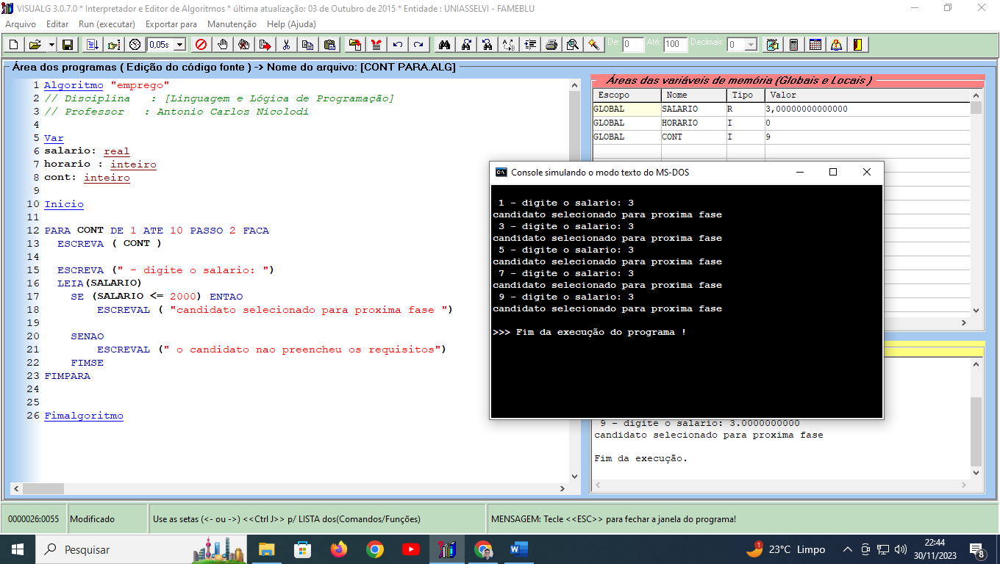 VISUALG 3.0.7.0 * Interpretador e Editor de Algoritmos * última atualização: 03 de Outubro de 2015 * Entidade : UNIASSELVI - FAMEBLU
Arquivo Editar Run (executar) Exportar para Manutenção Help (Ajuda)
0,05s De: 0 Até: 100 Decimais: 0
Área dos programas ( Edição do código fonte ) -> Nome do arquivo: [CONT PARA.ALG]
1 Algoritmo "emprego"
2 // Disciplina : [Linguagem e Lógica de Programação]
3 // Professor : Antonio Carlos Nicolodi
4
5 Var
6 salario: real
7 horario : inteiro
8 cont: inteiro
9
10 Inicio
11
12 PARA CONT DE 1 ATE 10 PASSO 2 FACA
13 ESCREVA ( CONT )
14
15 ESCREVA (" - digite o salario: ")
16 LEIA(SALARIO)
17 SE (SALARIO <= 2000) ENTAO
18 ESCREVAL ( "candidato selecionado para proxima fase ")
19
20 SENAO
21 ESCREVAL (" o candidato nao preencheu os requisitos")
22 FIMSE
23 FIMPARA
24
25
26 Fimalgoritmo
Áreas das variáveis de memória (Globais e Locais )
Escopo Nome Tipo Valor
GLOBAL SALARIO R 3,00000000000000
GLOBAL HORARIO I 0
GLOBAL CONT I 9
Console simulando o modo texto do MS-DOS
1 - digite o salario: 3
candidato selecionado para proxima fase
3 - digite o salario: 3
candidato selecionado para proxima fase
5 - digite o salario: 3
candidato selecionado para proxima fase
7 - digite o salario: 3
candidato selecionado para proxima fase
9 - digite o salario: 3
candidato selecionado para proxima fase
>>> Fim da execução do programa !
9 - digite o salario: 3.0000000000
candidato selecionado para proxima fase
Fim da execução.
0000026:0055 Modificado Use as setas (<- ou ->) <<Ctrl J>> p/ LISTA dos(Comandos/Funções) MENSAGEM: Tecle <<ESC>> para fechar a janela do programa!
Pesquisar 1 23°C Limpo 22:44
30/11/2023 8